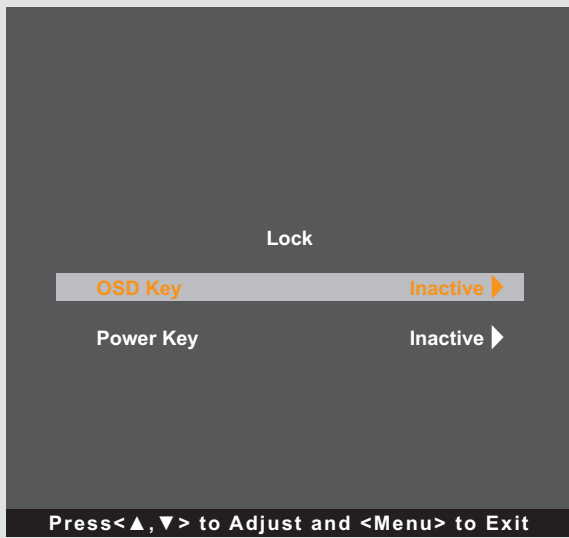 Lock
OSD Key Inactive
Power Key Inactive
Press<▲,▼> to Adjust and <Menu> to Exit